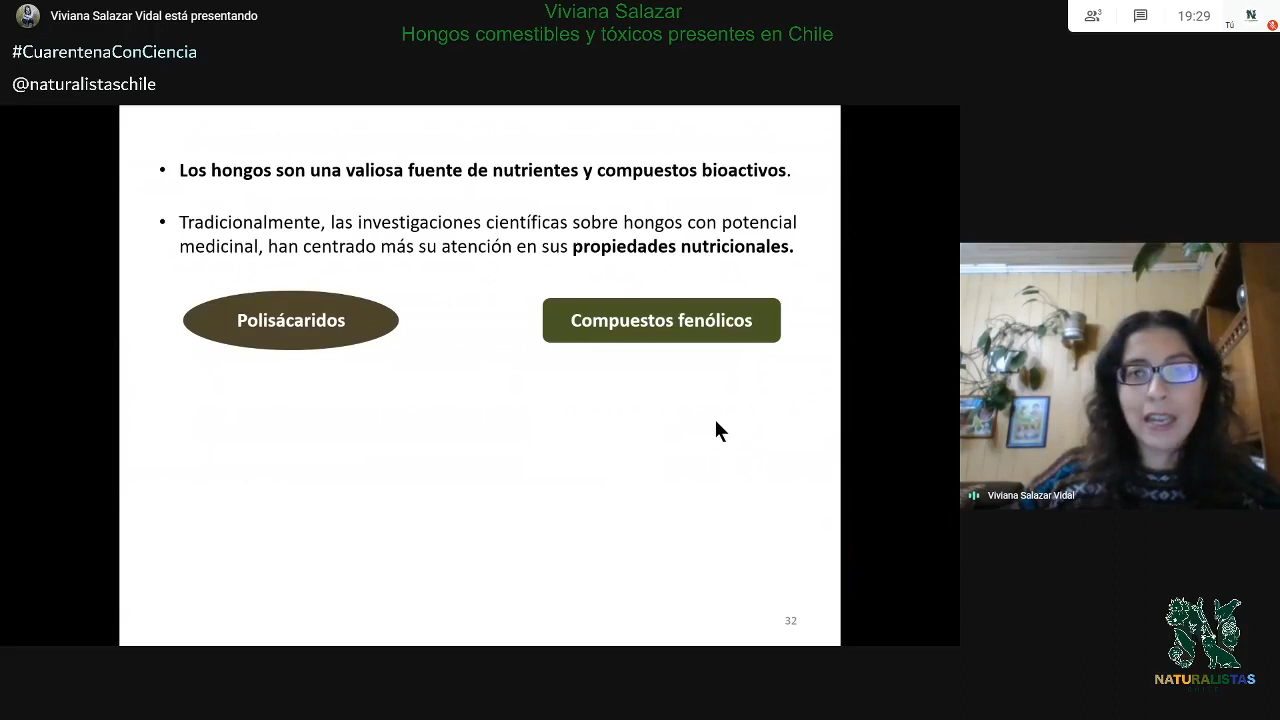 Viviana Salazar Vidal está presentando
Viviana Salazar
Hongos comestibles y tóxicos presentes en Chile
3
19:29
Tú
#CuarentenaConCiencia
@naturalistaschile
• Los hongos son una valiosa fuente de nutrientes y compuestos bioactivos.
• Tradicionalmente, las investigaciones científicas sobre hongos con potencial
medicinal, han centrado más su atención en sus propiedades nutricionales.
Polisácaridos
Compuestos fenólicos
Viviana Salazar Vidal
32
NATURALISTAS